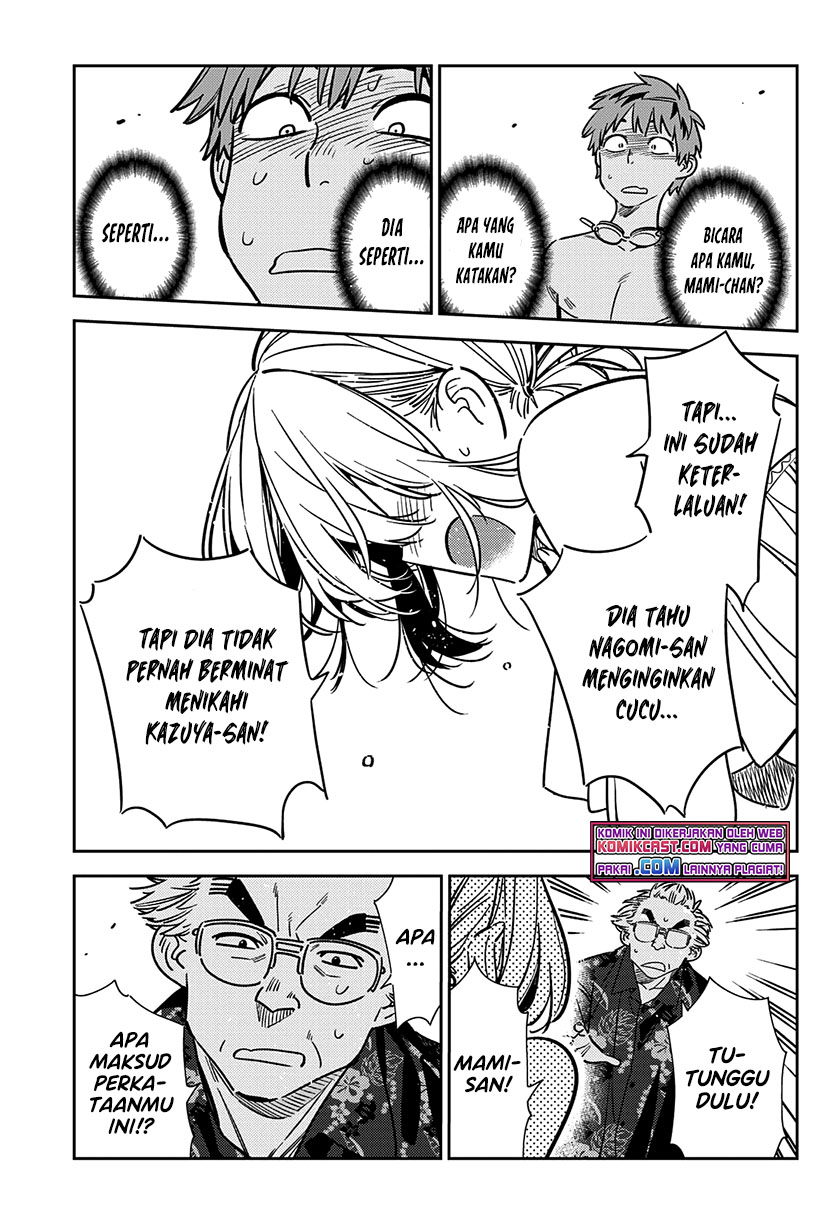 BICARA
APA KAMU,
MAMI-CHAN?
APA YANG
KAMU
KATAKAN?
DIA
SEPERTI...
SEPERTI...
TAPI...
INI SUDAH
KETER-
LALUAN!
DIA TAHU
NAGOMI-SAN
MENGINGINKAN
CUCU...
TAPI DIA TIDAK
PERNAH BERMINAT
MENIKAHI
KAZUYA-SAN!
KOMIK INI DIKERJAKAN OLEH WEB
KOMIKCAST.COM YANG CUMA
PAKAI .COM LAINNYA PLAGIAT!
TU-
TUNGGU
DULU!
MAMI-
SAN!
APA
...
APA
MAKSUD
PERKA-
TAANMU
INI!?